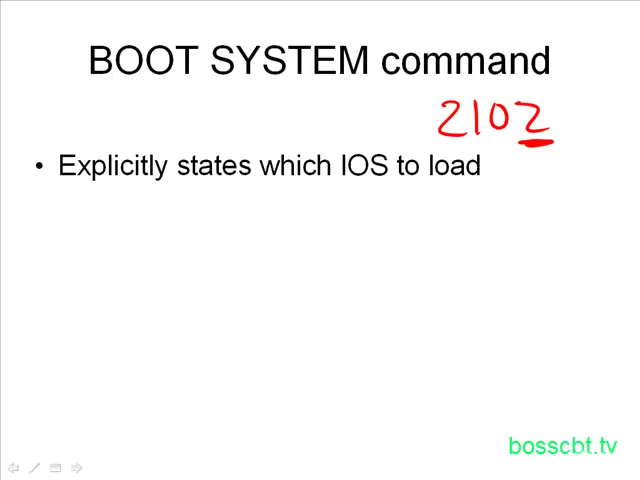 BOOT SYSTEM command
2102
• Explicitly states which IOS to load
bosscbt.tv